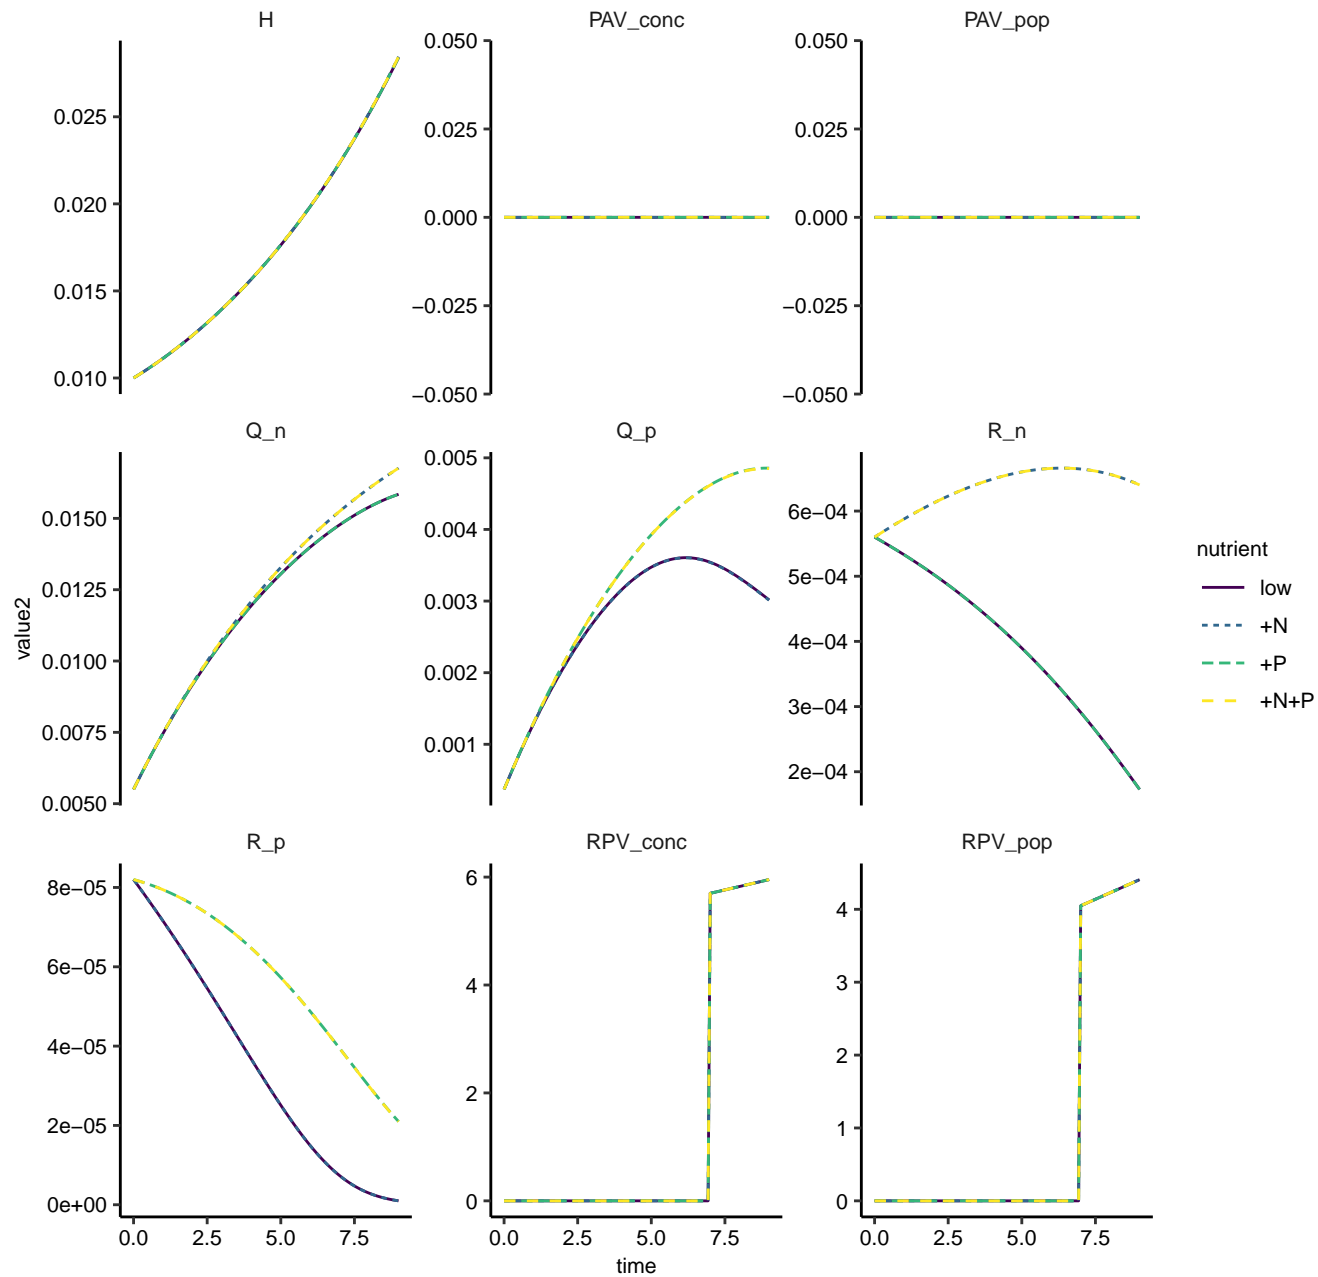 H
PAV_conc
PAV_pop
0.025
0.020
0.015
0.010
0.050
0.025
0.000
−0.025
−0.050
0.050
0.025
0.000
−0.025
−0.050
Q_n
Q_p
R_n
0.0150
0.0125
0.0100
0.0075
0.0050
0.005
0.004
0.003
0.002
0.001
6e−04
5e−04
4e−04
3e−04
2e−04
value2
nutrient
low
+N
+P
+N+P
R_p
RPV_conc
RPV_pop
8e−05
6e−05
4e−05
2e−05
0e+00
6
4
2
0
4
3
2
1
0
0.0 2.5 5.0 7.5
0.0 2.5 5.0 7.5
0.0 2.5 5.0 7.5
time